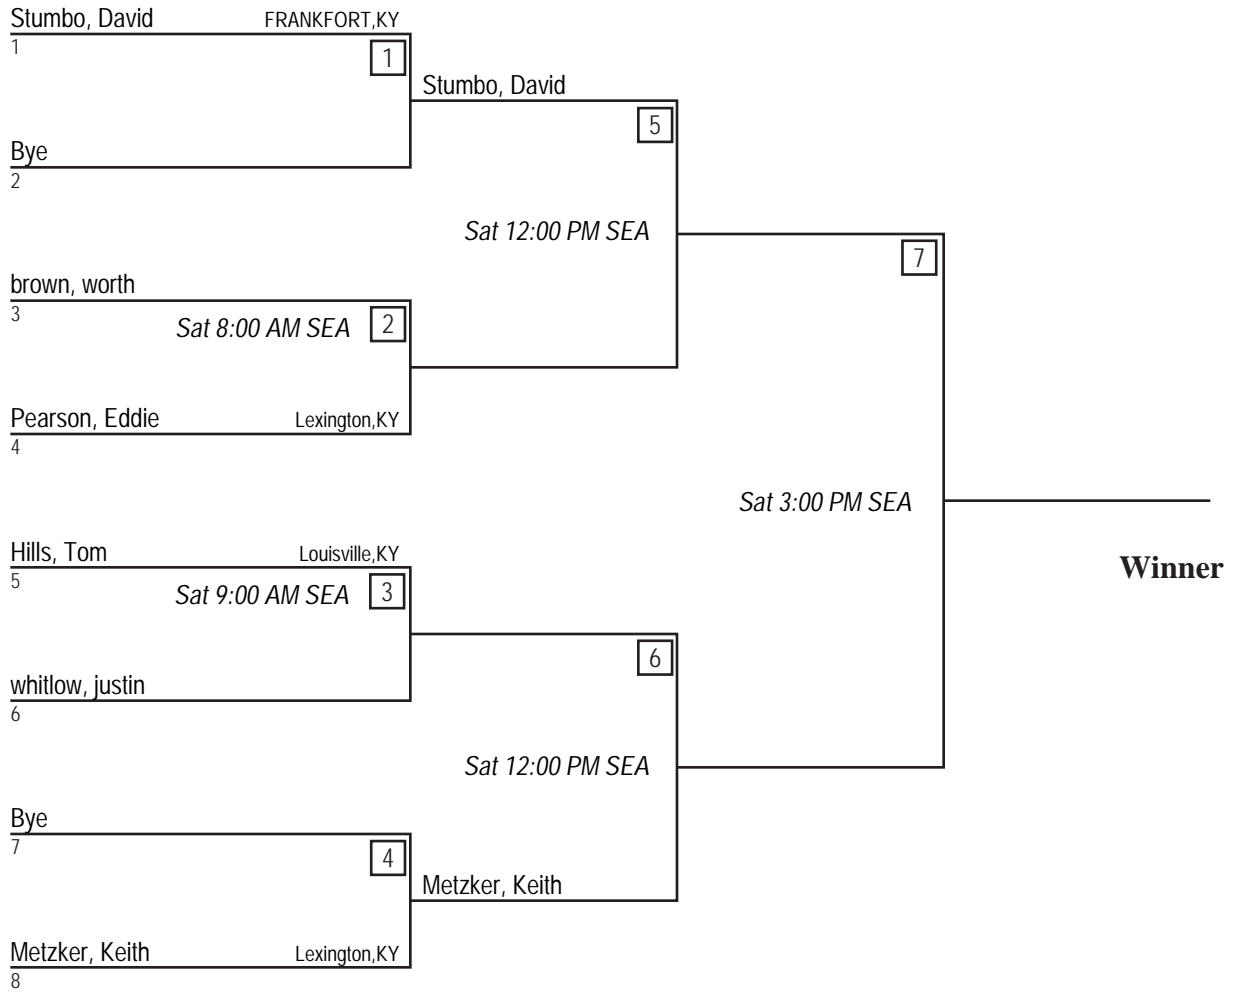 Stumbo, David FRANKFORT,KY
1
1
Stumbo, David
5
Bye
2
Sat 12:00 PM SEA
7
brown, worth
3
Sat 8:00 AM SEA 2
Pearson, Eddie Lexington,KY
4
Sat 3:00 PM SEA
Hills, Tom Louisville,KY
5
Sat 9:00 AM SEA 3
Winner
6
whitlow, justin
6
Sat 12:00 PM SEA
Bye
7
4
Metzker, Keith
Metzker, Keith Lexington,KY
8